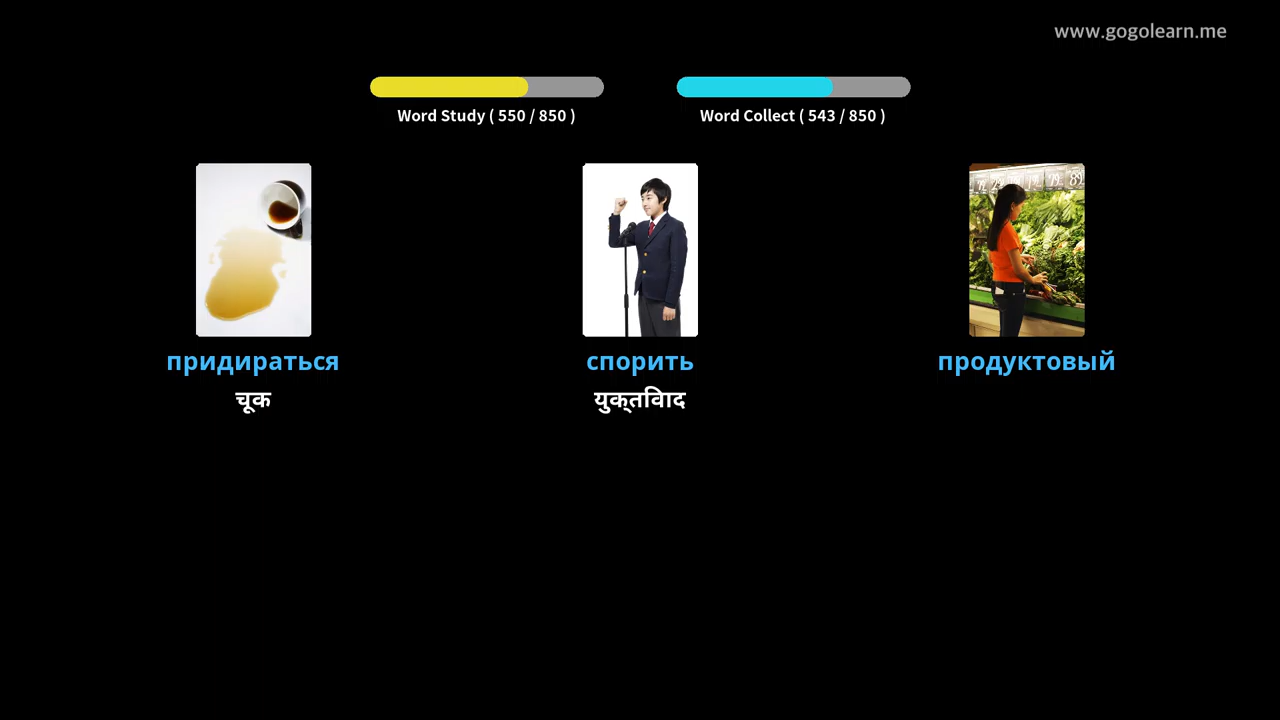 www.gogolearn.me
Word Study ( 550 / 850 )
Word Collect ( 543 / 850 )
придираться
спорить
продуктовый
चूक
युक्तिवाद